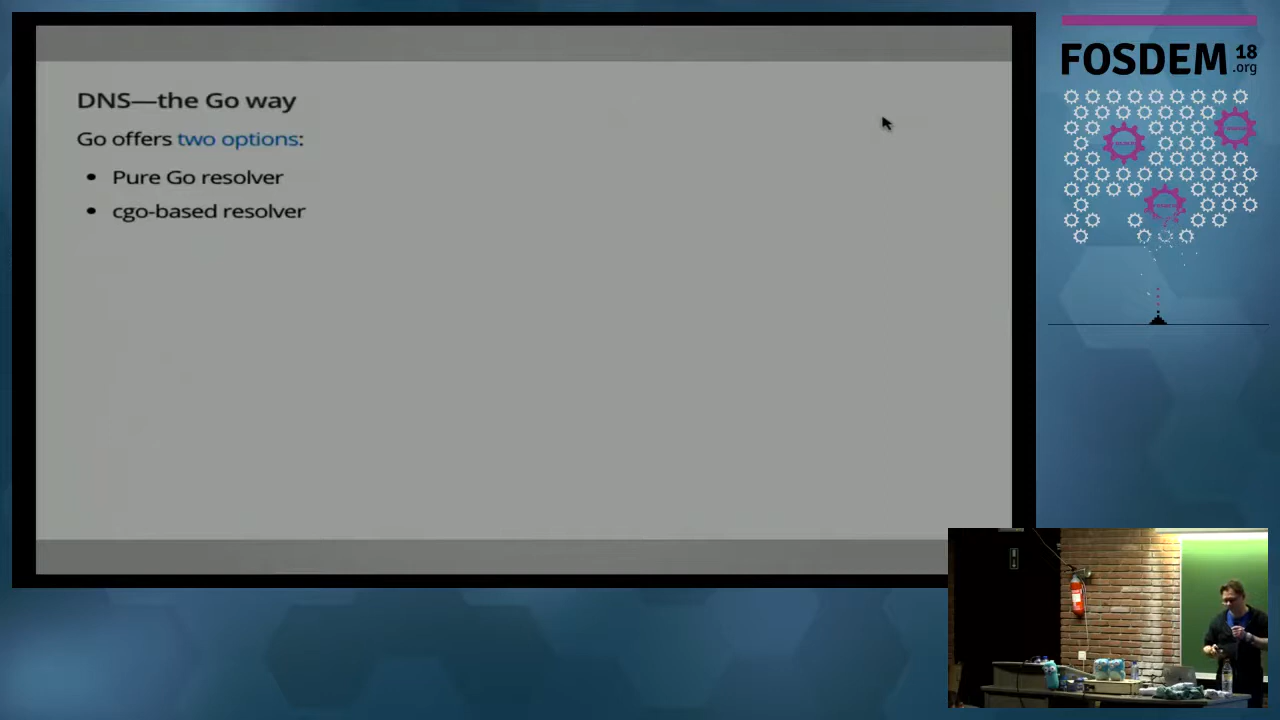 DNS—the Go way
Go offers two options:
• Pure Go resolver
• cgo-based resolver
FOSDEM 18
.org